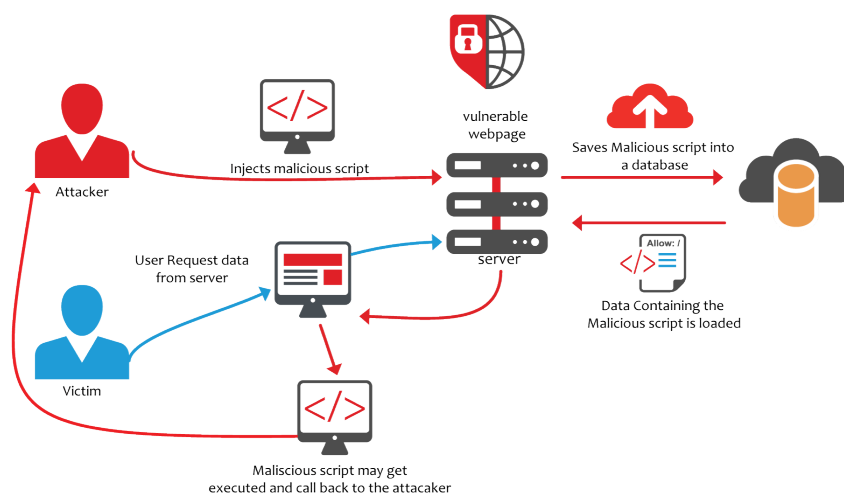 vulnerable
webpage
</>
Injects malicious script
Attacker
Saves Malicious script into
a database
server
User Request data
from server
Allow: /
</>
Data Containing the
Malicious script is loaded
Victim
</>
Maliscious script may get
executed and call back to the attacaker